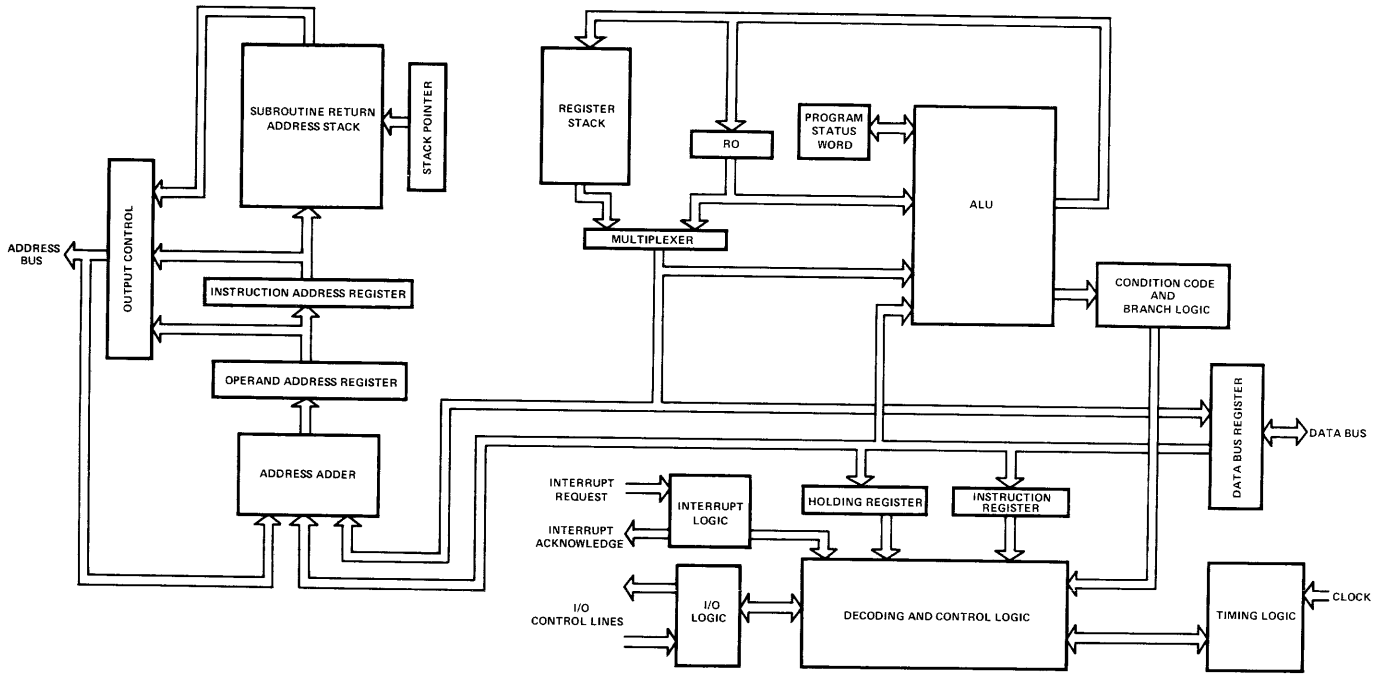 SUBROUTINE RETURN
ADDRESS STACK
STACK POINTER
OUTPUT CONTROL
ADDRESS
BUS
INSTRUCTION ADDRESS REGISTER
OPERAND ADDRESS REGISTER
ADDRESS ADDER
REGISTER
STACK
RO
PROGRAM
STATUS
WORD
MULTIPLEXER
ALU
CONDITION CODE
AND
BRANCH LOGIC
DATA BUS REGISTER
DATA BUS
INTERRUPT
REQUEST
INTERRUPT
ACKNOWLEDGE
INTERRUPT
LOGIC
HOLDING REGISTER
INSTRUCTION
REGISTER
I/O
CONTROL LINES
I/O
LOGIC
DECODING AND CONTROL LOGIC
TIMING LOGIC
CLOCK